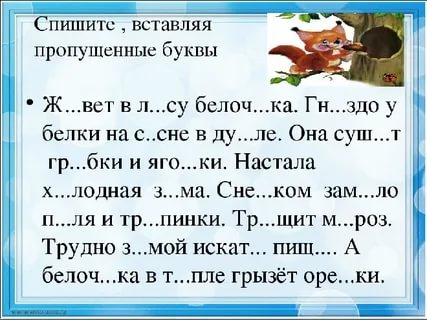 Спишите , вставляя
пропущенные буквы
• Ж...вет в л...су белоч...ка. Гн...здо у
белки на с..сне в ду...ле. Она суш...т
гр...бки и яго...ки. Настала
х...лодная з...ма. Сне...ком зам...ло
п...ля и тр...пинки. Тр...щит м...роз.
Трудно з...мой искат... пищ.... А
белоч...ка в т...пле грызёт оре...ки.